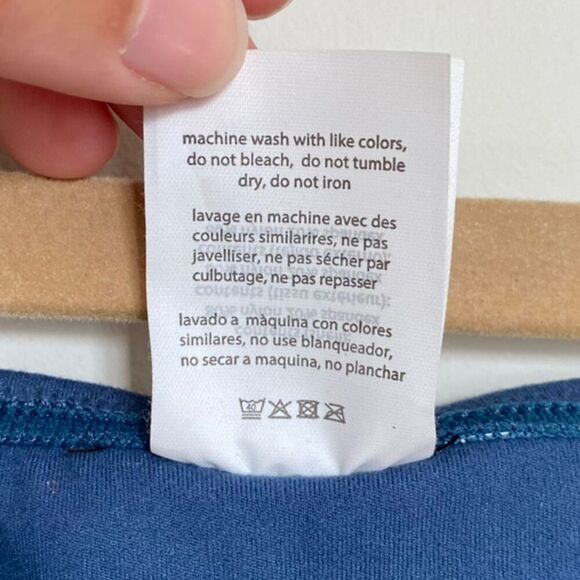 machine wash with like colors,
do not bleach, do not tumble
dry, do not iron
lavage en machine avec des
couleurs similarires, ne pas
javelliser, ne pas sécher par
culbutage, ne pas repasser
lavado a màquina con colores
similares, no use blanqueador,
no secar a maquina, no planchar
40